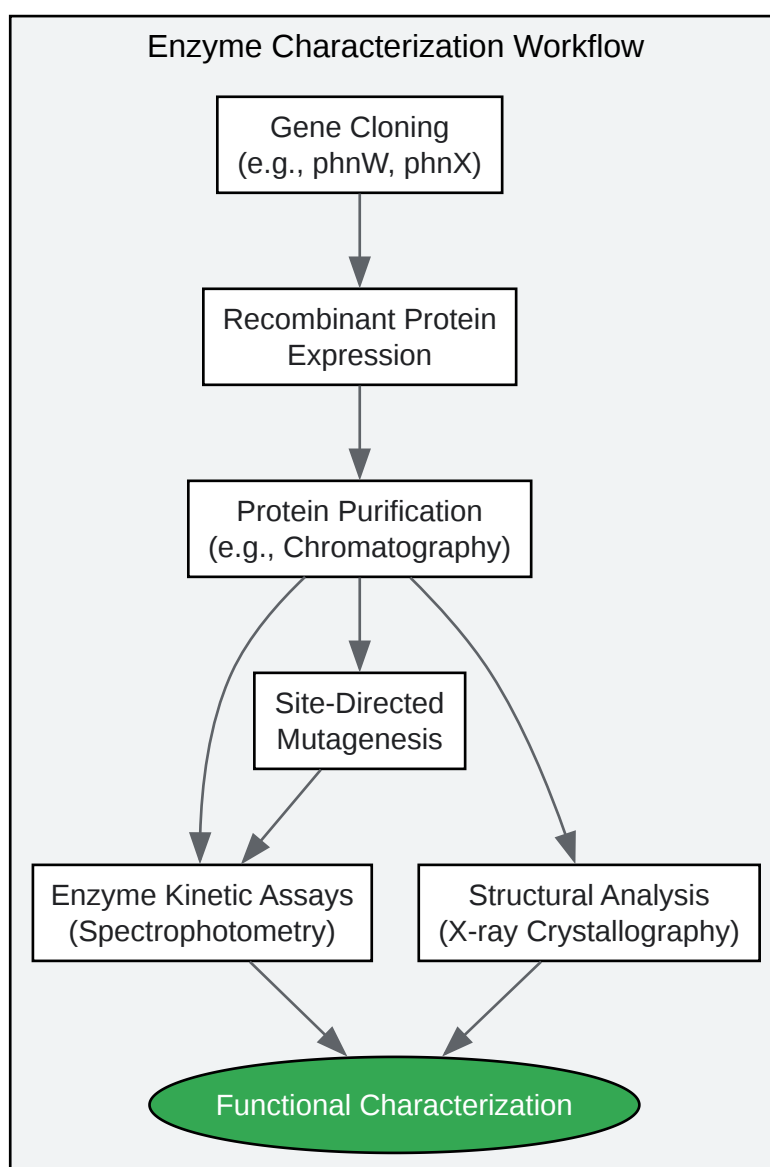 Enzyme Characterization Workflow
Gene Cloning
(e.g., phnW, phnX)
Recombinant Protein
Expression
Protein Purification
(e.g., Chromatography)
Site-Directed
Mutagenesis
Enzyme Kinetic Assays
(Spectrophotometry)
Structural Analysis
(X-ray Crystallography)
Functional Characterization